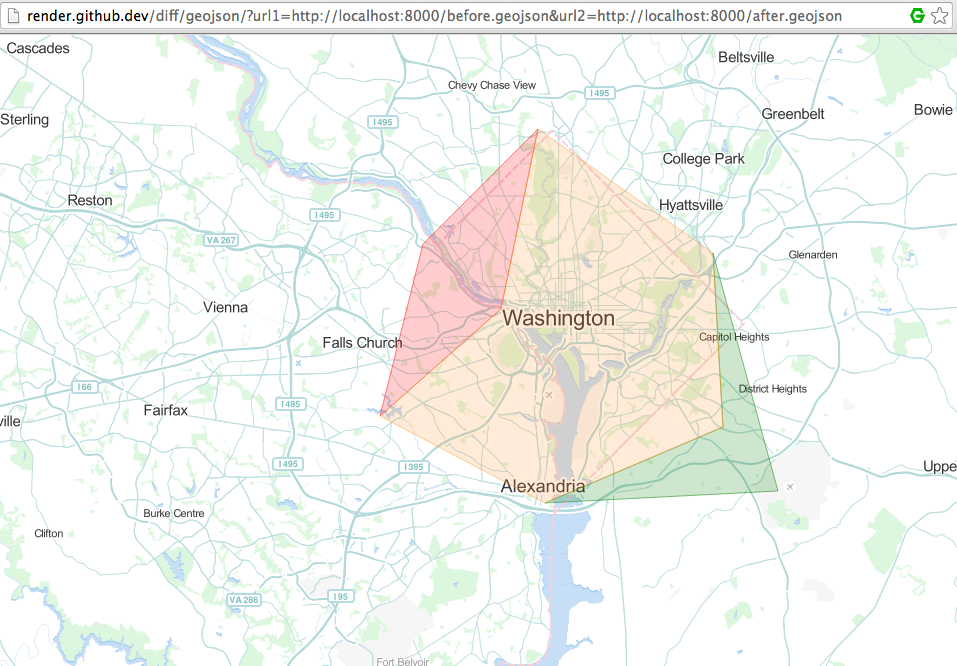 render.github.dev/diff/geojson/?url1=http://localhost:8000/before.geojson&url2=http://localhost:8000/after.geojson
G
Cascades
Beltsville
Chevy Chase View
I 495
Bowie
Greenbelt
Sterling
I 495
College Park
Reston
Hyattsville
I 495
VA 267
Glenarden
Vienna
Washington
Capitol Heights
Falls Church
I 66
District Heights
I 495
Fairfax
ville
I 495
I 395
Uppe
Alexandria
Burke Centre
Clifton
VA 286
I 95
Fort Belvoir